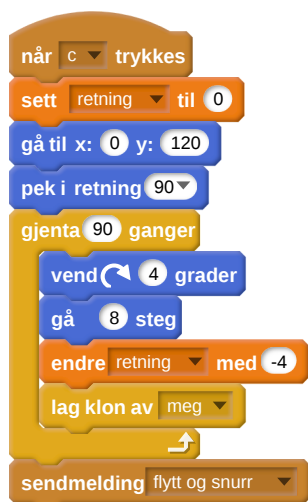 når c trykkes
sett retning til 0
gå til x: 0 y: 120
pek i retning 90
gjenta 90 ganger
vend 4 grader
gå 8 steg
endre retning med -4
lag klon av meg
sendmelding flytt og snurr